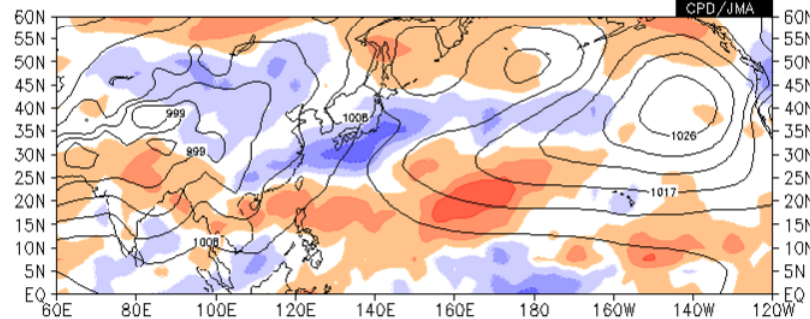 CPD/JMA
60N 60N
55N 55N
50N 50N
45N 45N
40N 40N
35N 35N
30N 30N
25N 25N
20N 20N
15N 15N
10N 10N
5N 5N
EQ EQ
999
1008
1026
999
1017
1008
60E 80E 100E 120E 140E 160E 180 160W 140W 120W